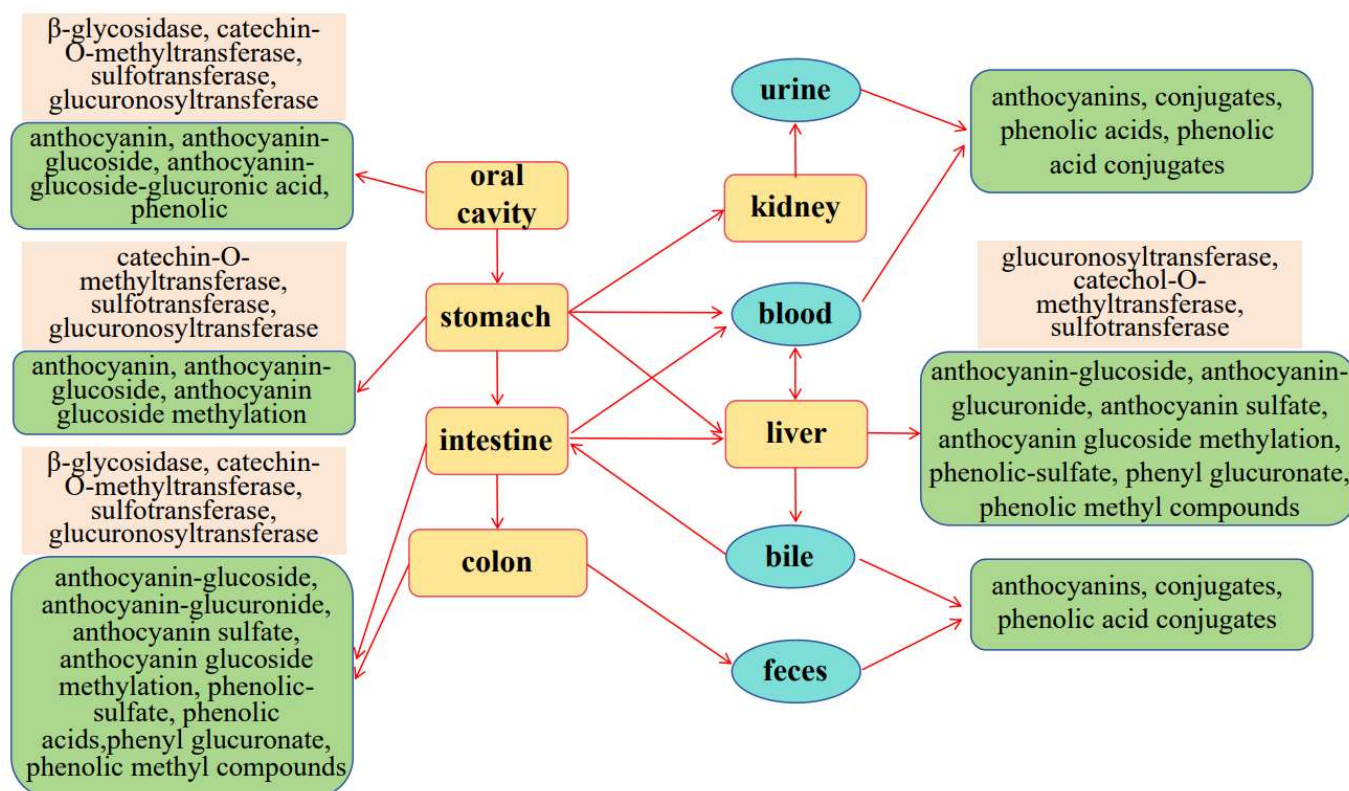 β-glycosidase, catechin-
O-methyltransferase,
sulfotransferase,
glucuronosyltransferase
anthocyanin, anthocyanin-
glucoside, anthocyanin-
glucoside-glucuronic acid,
phenolic
catechin-O-
methyltransferase,
sulfotransferase,
glucuronosyltransferase
anthocyanin, anthocyanin-
glucoside, anthocyanin
glucoside methylation
β-glycosidase, catechin-
O-methyltransferase,
sulfotransferase,
glucuronosyltransferase
anthocyanin-glucoside,
anthocyanin-glucuronide,
anthocyanin sulfate,
anthocyanin glucoside
methylation, phenolic-
sulfate, phenolic
acids,phenyl glucuronate,
phenolic methyl compounds
oral
cavity
stomach
intestine
colon
urine
kidney
blood
liver
bile
feces
anthocyanins, conjugates,
phenolic acids, phenolic
acid conjugates
glucuronosyltransferase,
catechol-O-
methyltransferase,
sulfotransferase
anthocyanin-glucoside, anthocyanin-
glucuronide, anthocyanin sulfate,
anthocyanin glucoside methylation,
phenolic-sulfate, phenyl glucuronate,
phenolic methyl compounds
anthocyanins, conjugates,
phenolic acid conjugates